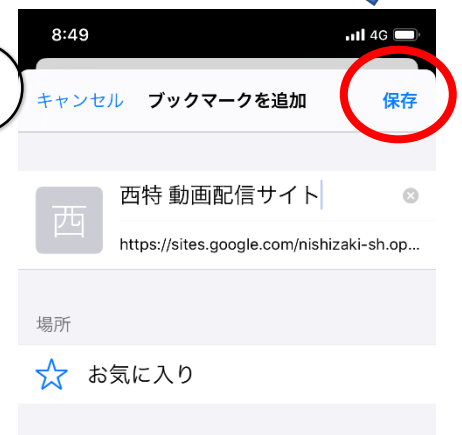 8:49 4G
キャンセル ブックマークを追加 保存
西 西特 動画配信サイト
https://sites.google.com/nishizaki-sh.op...
場所
お気に入り